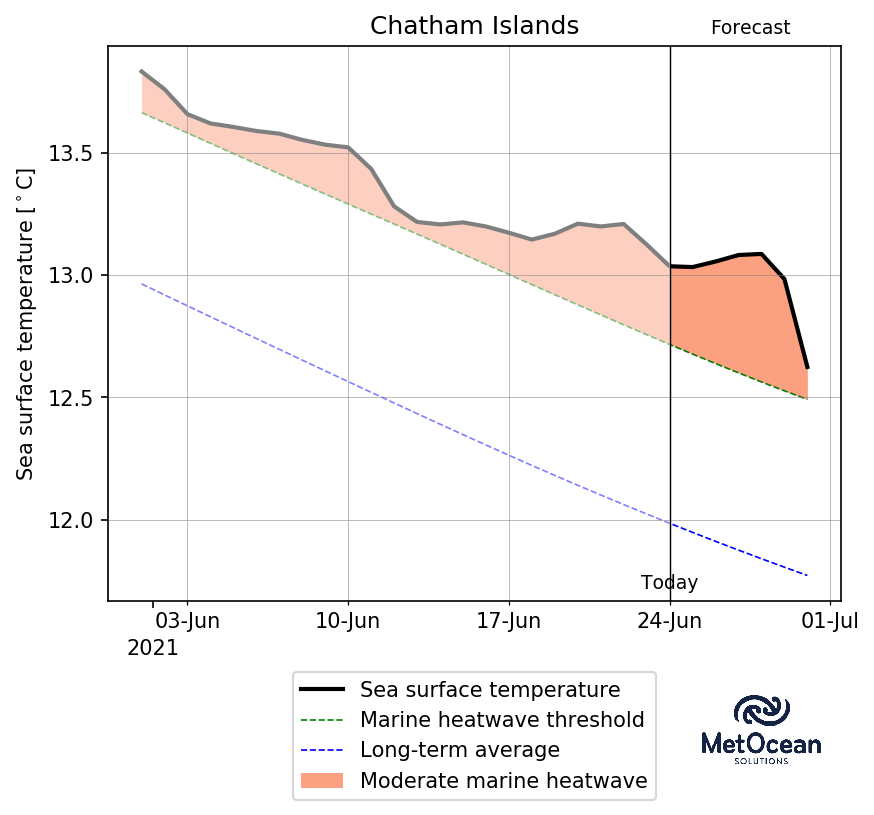 Chatham Islands
Forecast
Sea surface temperature [°C]
13.5
13.0
12.5
12.0
Today
03-Jun
10-Jun
17-Jun
24-Jun
01-Jul
2021
Sea surface temperature
Marine heatwave threshold
Long-term average
Moderate marine heatwave
MetOcean
SOLUTIONS